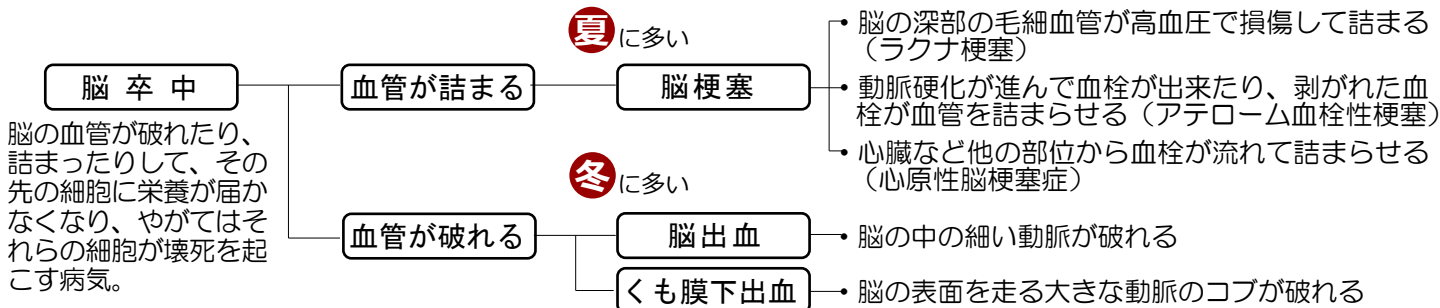 脳卒中
脳の血管が破れたり、
詰まったりして、その
先の細胞に栄養が届か
なくなり、やがてはそ
れらの細胞が壊死を起
こす病気。
血管が詰まる
夏に多い
脳梗塞
・脳の深部の毛細血管が高血圧で損傷して詰まる
（ラクナ梗塞）
・動脈硬化が進んで血栓が出来たり、剥がれた血
栓が血管を詰まらせる（アテローム血栓性梗塞）
・心臓など他の部位から血栓が流れて詰まらせる
（心原性脳梗塞症）
血管が破れる
冬に多い
脳出血
・脳の中の細い動脈が破れる
くも膜下出血
・脳の表面を走る大きな動脈のコブが破れる